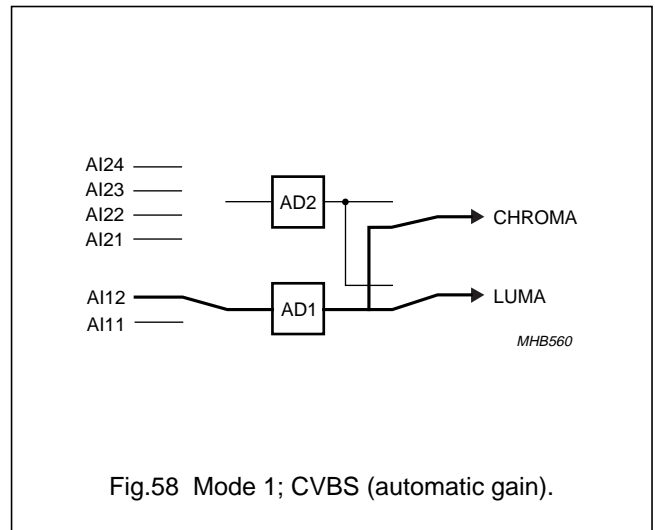 AI24
AI23
AI22
AI21
AD2
CHROMA
AI12
AI11
AD1
LUMA
MHB560
Fig.58 Mode 1; CVBS (automatic gain).